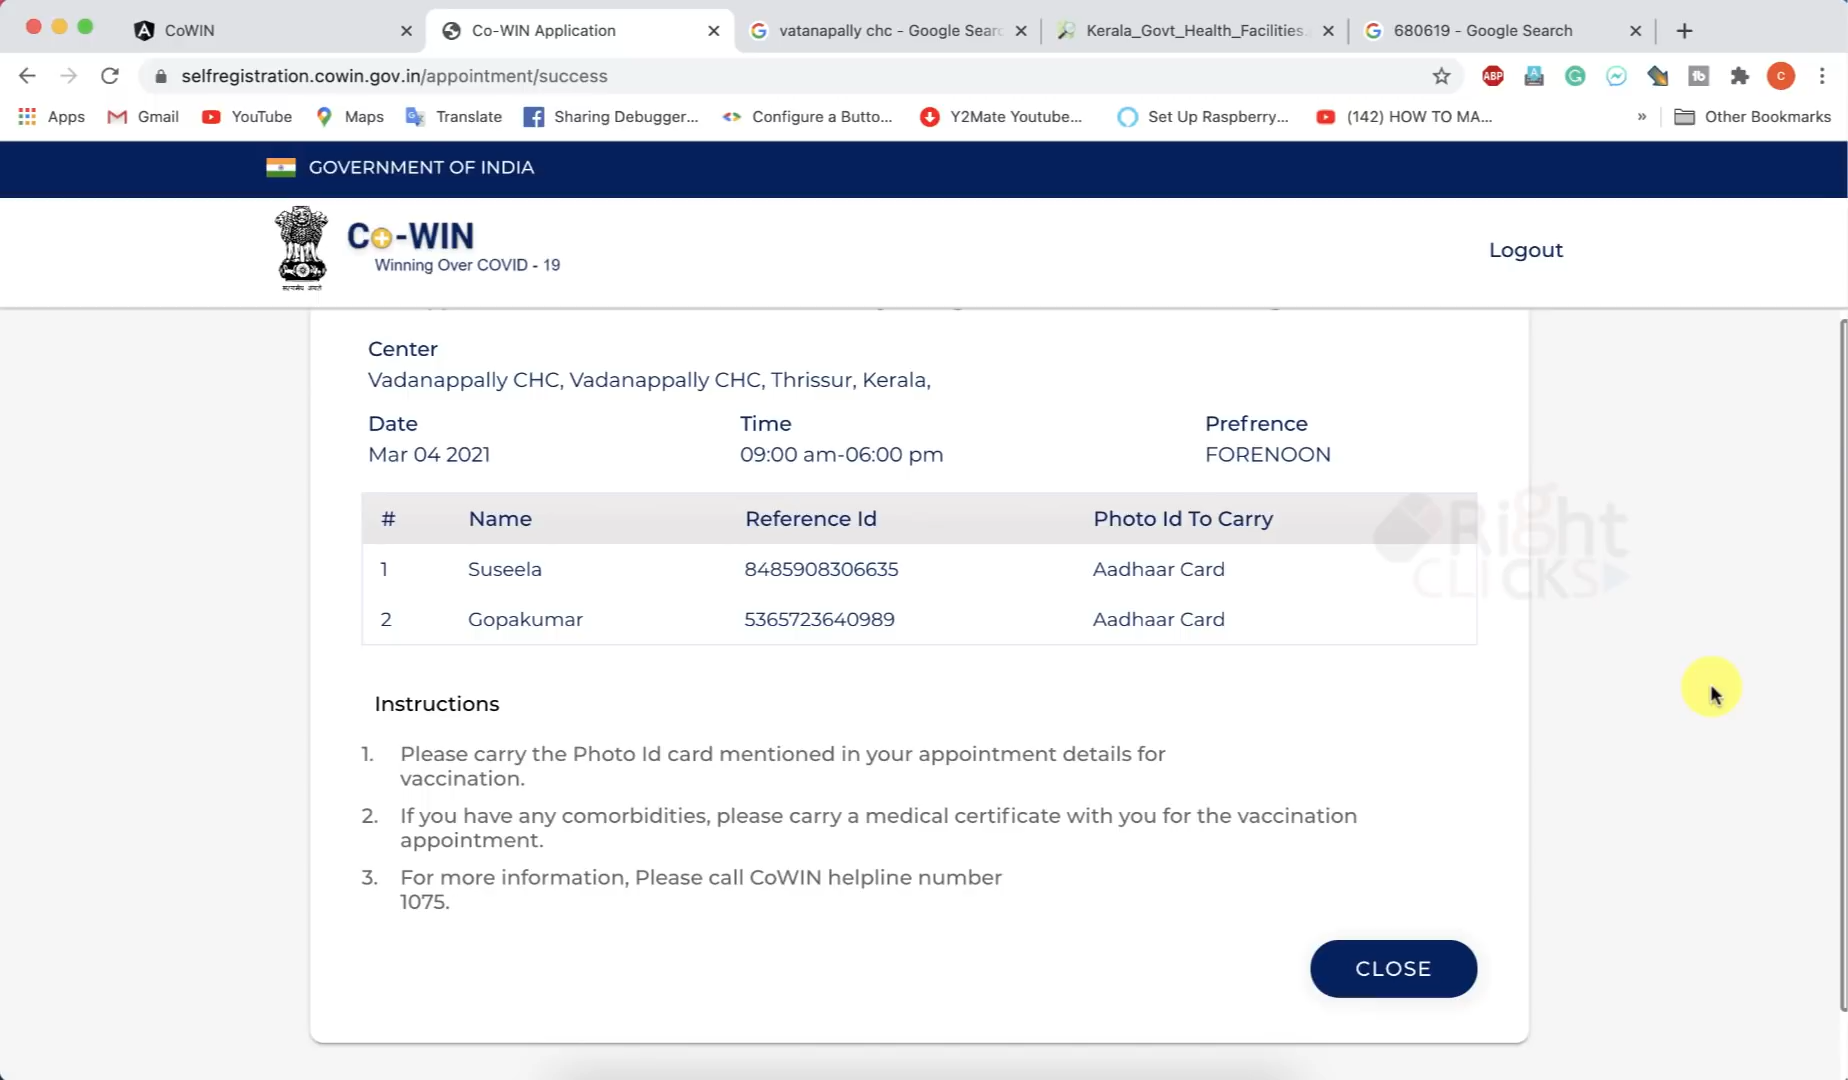 CoWIN
Co-WIN Application
vatanapally chc - Google Searc
Kerala_Govt_Health_Facilities.
680619 - Google Search
selfregistration.cowin.gov.in/appointment/success
ABP
C
Apps
Gmail
YouTube
Maps
Translate
Sharing Debugger...
Configure a Butto...
Y2Mate Youtube...
Set Up Raspberry...
(142) HOW TO MA...
»
Other Bookmarks
GOVERNMENT OF INDIA
Co-WIN
Winning Over COVID - 19
सत्यमेव जयते
Logout
Center
Vadanappally CHC, Vadanappally CHC, Thrissur, Kerala,
Date
Time
Prefrence
Mar 04 2021
09:00 am-06:00 pm
FORENOON
# Name Reference Id Photo Id To Carry
1 Suseela 8485908306635 Aadhaar Card
2 Gopakumar 5365723640989 Aadhaar Card
Right
CLICKS
Instructions
1. Please carry the Photo Id card mentioned in your appointment details for
vaccination.
2. If you have any comorbidities, please carry a medical certificate with you for the vaccination
appointment.
3. For more information, Please call CoWIN helpline number
1075.
CLOSE